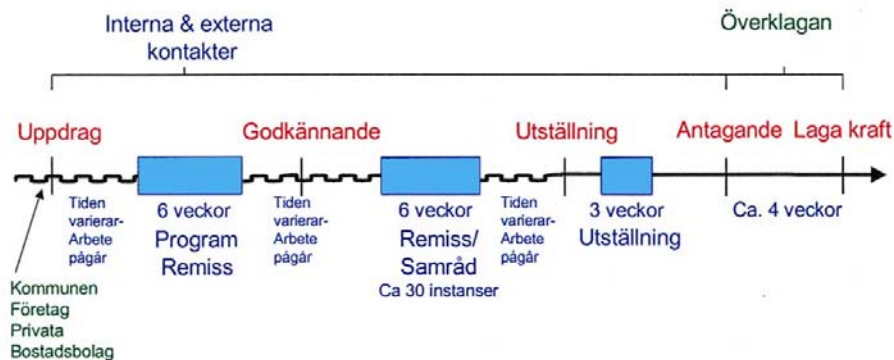 Interna & externa
kontakter
Överklagan
Uppdrag
Godkännande
Utställning
Antagande
Laga kraft
Tiden
varierar-
Arbete
pågår
6 veckor
Program
Remiss
Tiden
varierar-
Arbete
pågår
6 veckor
Remiss/
Samråd
Ca 30 instanser
Tiden
varierar-
Arbete
pågår
3 veckor
Utställning
Ca. 4 veckor
Kommunen
Företag
Privata
Bostadsbolag